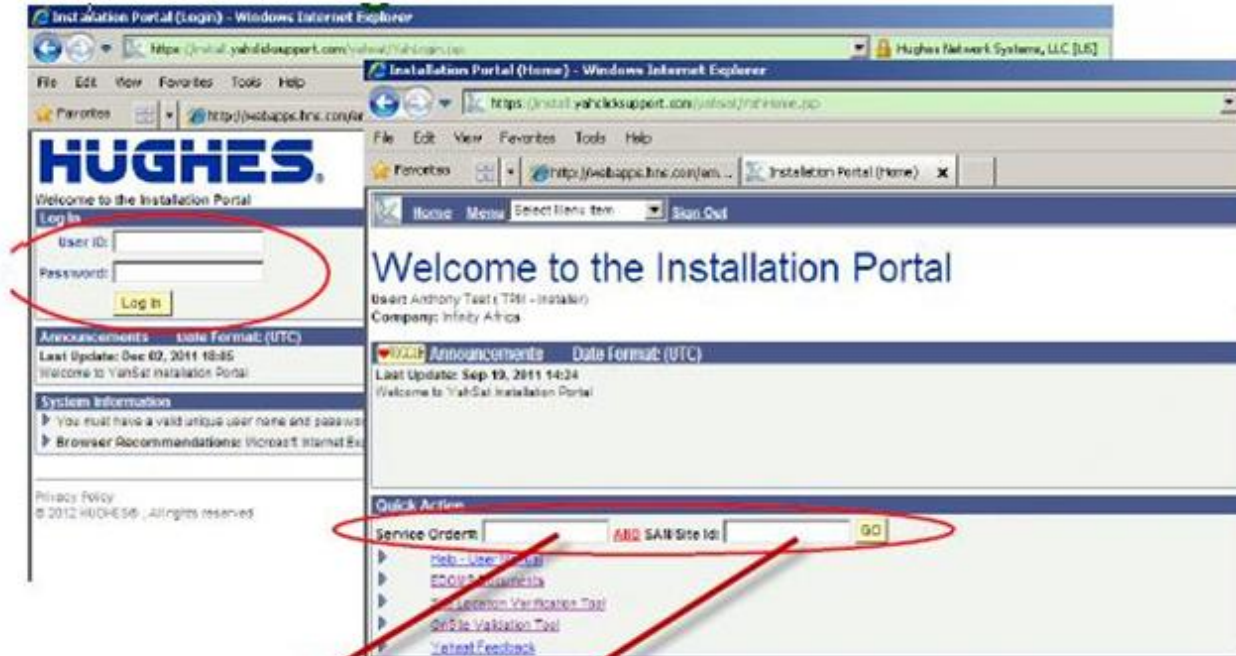 Installation Portal (Login) - Windows Internet Explorer
Hughes Network Systems, LLC [US]
File Edit View Favorites Tools Help
Favorites
HUGHES.
Welcome to the Installation Portal
Log In
User ID:
Password:
Log In
Announcements Date Format: (UTC)
Last Update: Dec 02, 2011 18:05
Welcome to YahSat Installation Portal
System Information
You must have a valid unique user name and
Browser Recommendations: Microsoft Internet
Privacy Policy
© 2012 HUGHES® , All rights reserved
Installation Portal (Home) - Windows Internet Explorer
File Edit View Favorites Tools Help
Favorites
Installation Portal (Home)
Home Menu Select Menu Item Sign Out
Welcome to the Installation Portal
User: Anthony Test ( TPM - Installer)
Company: Infinity Africa
Announcements Date Format: (UTC)
Last Update: Sep 19, 2011 14:24
Welcome to YahSat Installation Portal
Quick Action
Service Order#: AND SAN/Site Id: GO
Help - User Manual
Documents
Location Verification Tool
OnSite Validation Tool
Yahsat Feedback